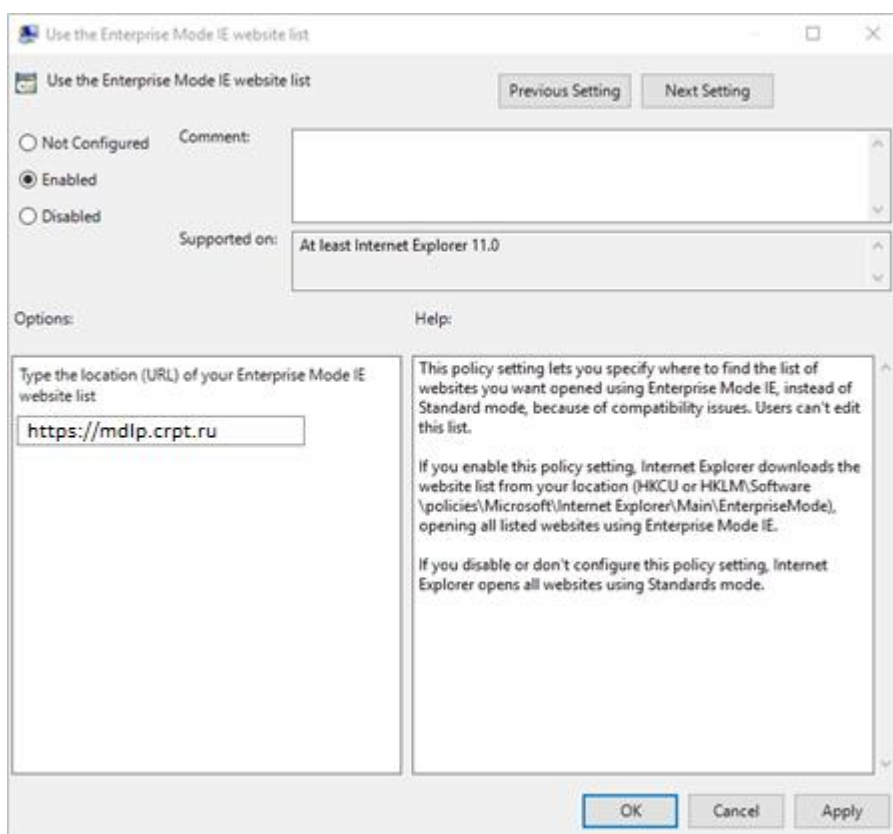 Use the Enterprise Mode IE website list
Use the Enterprise Mode IE website list
Previous Setting
Next Setting
Not Configured
Comment:
Enabled
Disabled
Supported on:
At least Internet Explorer 11.0
Options:
Help:
Type the location (URL) of your Enterprise Mode IE
website list
https://mdlp.crpt.ru
This policy setting lets you specify where to find the list of
websites you want opened using Enterprise Mode IE, instead of
Standard mode, because of compatibility issues. Users can't edit
this list.
If you enable this policy setting, Internet Explorer downloads the
website list from your location (HKCU or HKLM\Software
\policies\Microsoft\Internet Explorer\Main\EnterpriseMode),
opening all listed websites using Enterprise Mode IE.
If you disable or don't configure this policy setting, Internet
Explorer opens all websites using Standards mode.
OK
Cancel
Apply